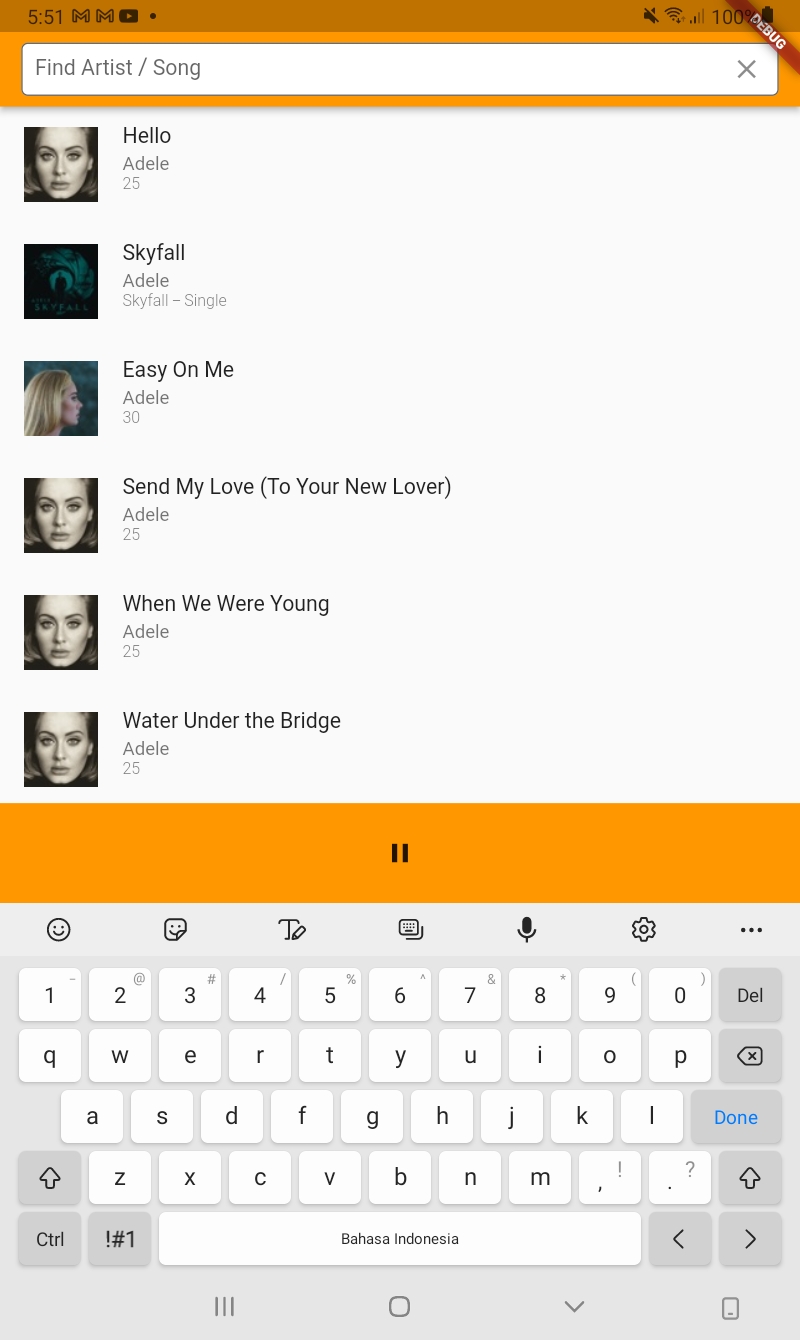 5:51 100%
DEBUG
Find Artist / Song
Hello
Adele
25
SKYFALL
Skyfall
Adele
Skyfall – Single
Easy On Me
Adele
30
Send My Love (To Your New Lover)
Adele
25
When We Were Young
Adele
25
Water Under the Bridge
Adele
25
1 – 2 @ 3 # 4 / 5 % 6 ^ 7 & 8 * 9 ( 0 ) Del
q w e r t y u i o p
a s d f g h j k l Done
z x c v b n m , ! . ?
Ctrl !#1 Bahasa Indonesia < >